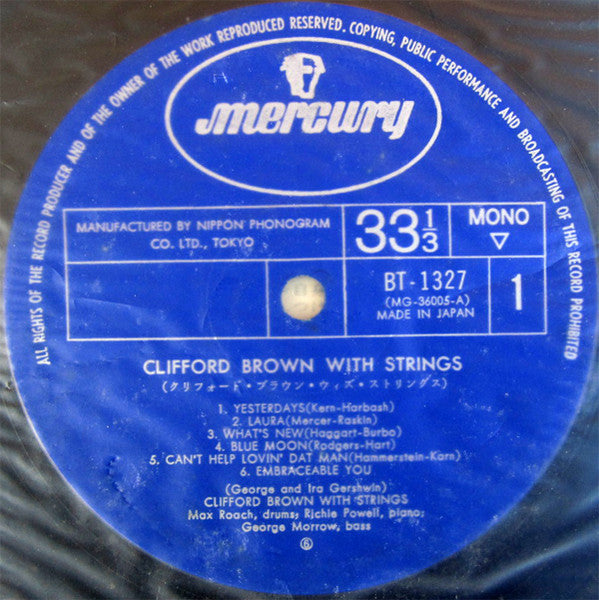 ALL RIGHTS OF THE RECORD PRODUCER AND OF THE OWNER OF THE WORK REPRODUCED RESERVED. COPYING, PUBLIC PERFORMANCE AND BROADCASTING OF THIS RECORD PROHIBITED
mercury
MANUFACTURED BY NIPPON PHONOGRAM
CO. LTD., TOKYO
33 1/3
MONO
▽
BT-1327
(MG-36005-A)
MADE IN JAPAN
1
CLIFFORD BROWN WITH STRINGS
(クリフォード・ブラウン・ウィズ・ストリングス)
1. YESTERDAYS(Kern-Harbash)
2. LAURA(Mercer-Raskin)
3. WHAT'S NEW(Haggart-Burbo)
4. BLUE MOON(Rodgers-Hart)
5. CAN'T HELP LOVIN' DAT MAN(Hammerstein-Karn)
6. EMBRACEABLE YOU
(George and Ira Gershwin)
CLIFFORD BROWN WITH STRINGS
Max Roach, drums; Richie Powell, piano;
George Morrow, bass
⑥